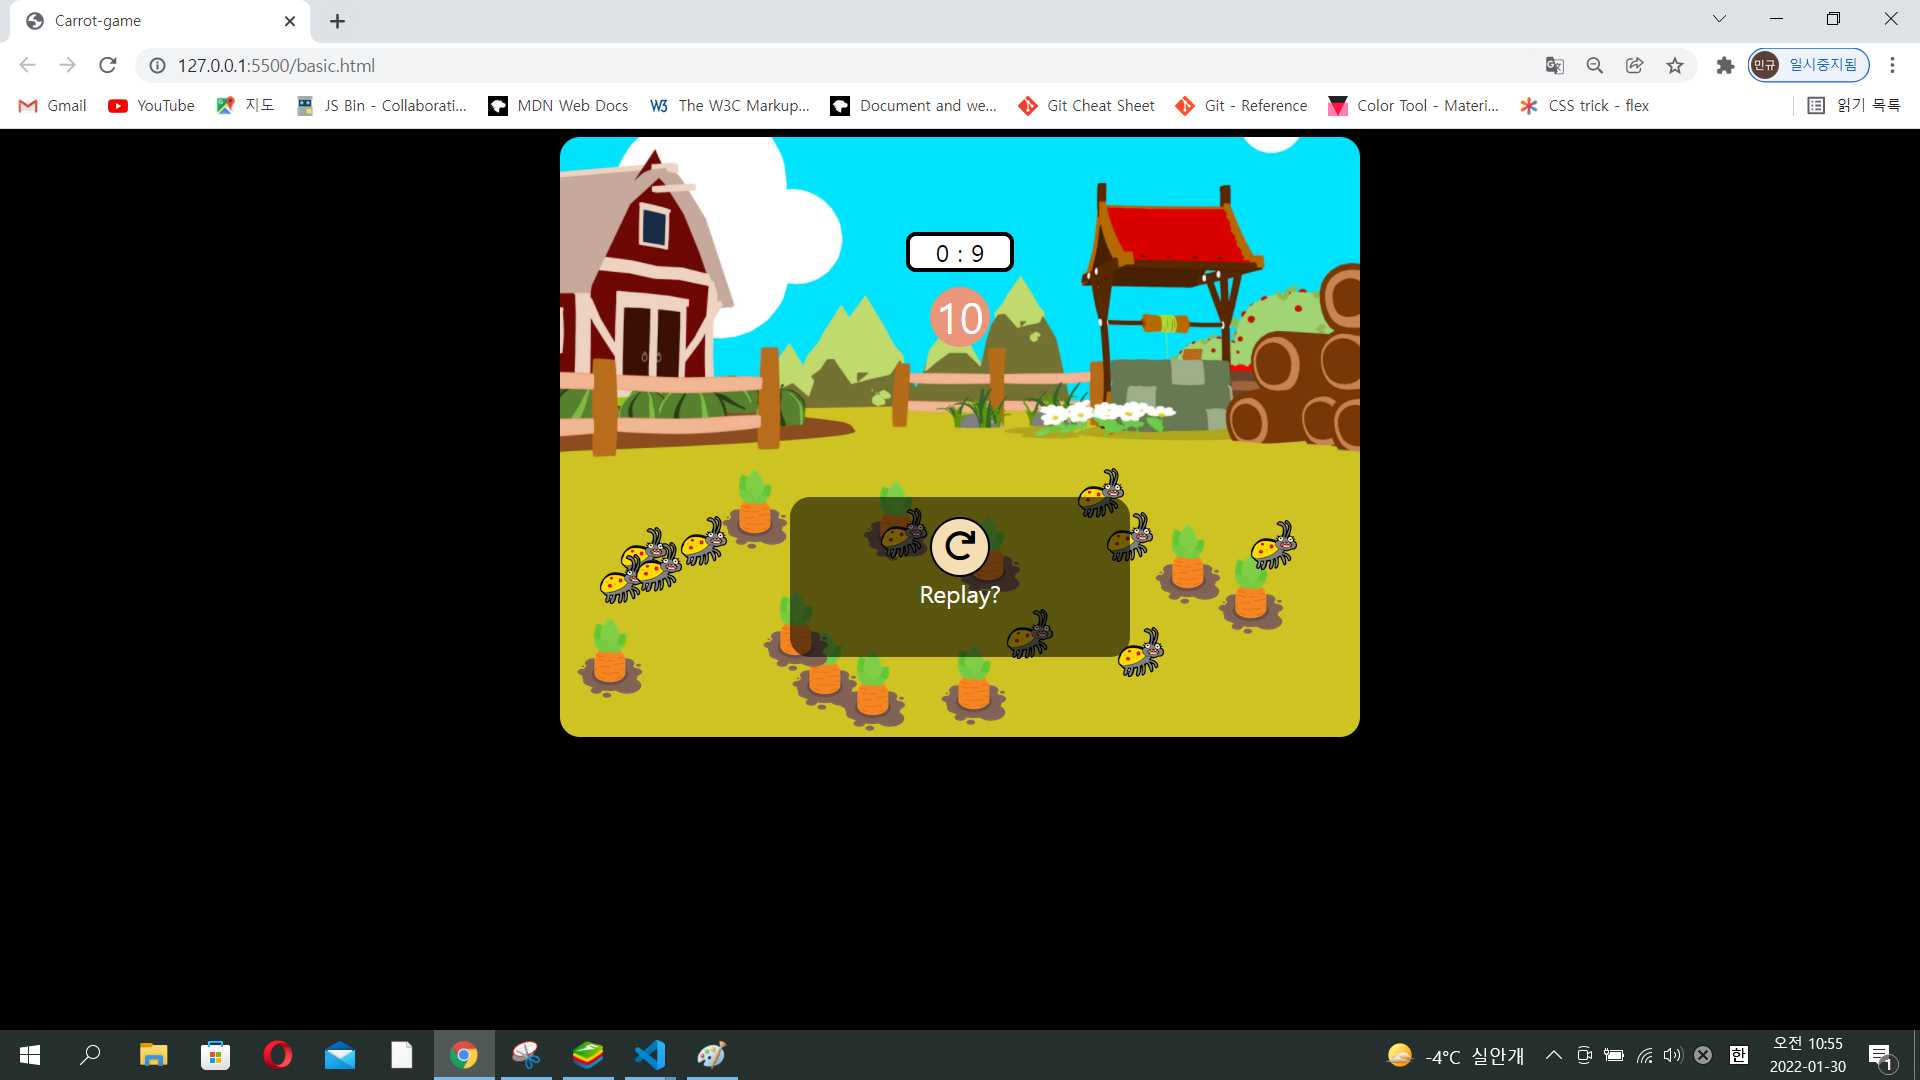 Carrot-game
127.0.0.1:5500/basic.html
민규 일시중지됨
Gmail YouTube 지도 JS Bin - Collaborati... MDN Web Docs The W3C Markup... Document and we... Git Cheat Sheet Git - Reference Color Tool - Materi... CSS trick - flex 읽기 목록
0 : 9
10
Replay?
-4°C 실안개 한 오전 10:55
2022-01-30 1